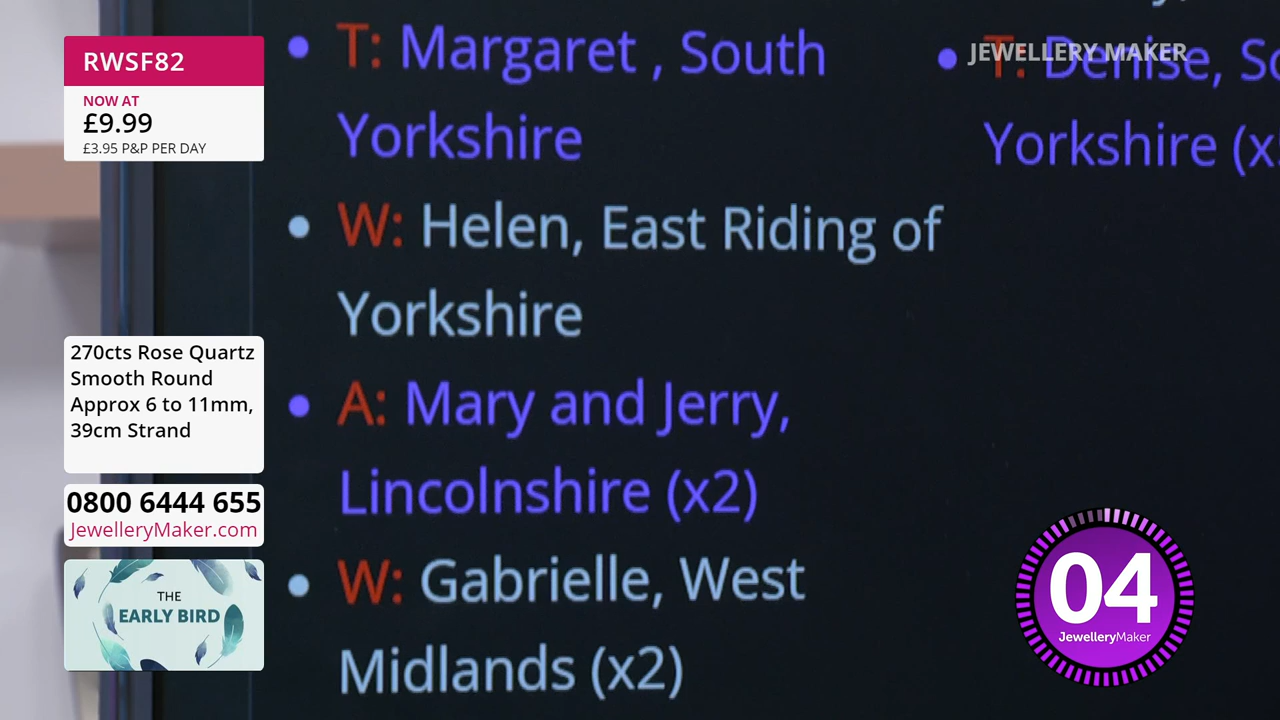 RWSF82
NOW AT
£9.99
£3.95 P&P PER DAY
270cts Rose Quartz
Smooth Round
Approx 6 to 11mm,
39cm Strand
0800 6444 655
JewelleryMaker.com
THE
EARLY BIRD
T: Margaret , South
Yorkshire
W: Helen, East Riding of
Yorkshire
A: Mary and Jerry,
Lincolnshire (x2)
W: Gabrielle, West
Midlands (x2)
JEWELLERY MAKER
T: Denise,
Yorkshire
04
JewelleryMaker